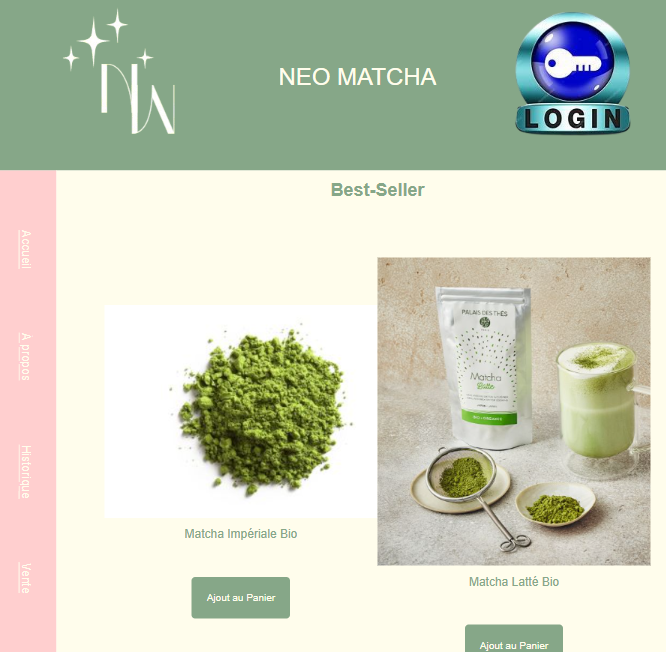 NW
NEO MATCHA
LOGIN
Best-Seller
Accueil
A propos
Historique
Vente
PALAIS DES THÉS
Matcha
Latte
Matcha Impériale Bio
Ajout au Panier
Matcha Latté Bio
Ajout au Panier